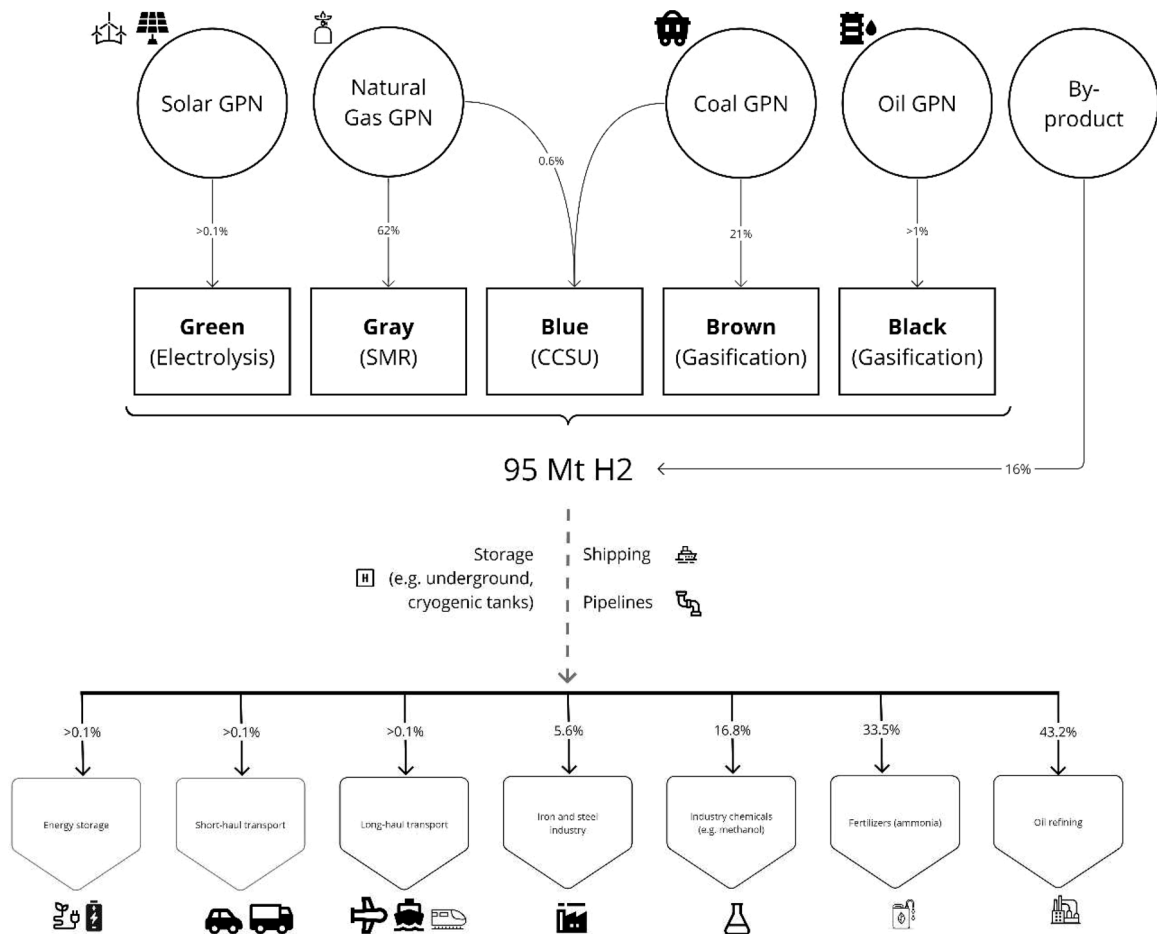 Solar GPN
Natural
Gas GPN
Coal GPN
Oil GPN
By-
product
0.6%
>0.1%
62%
21%
>1%
Green
(Electrolysis)
Gray
(SMR)
Blue
(CCSU)
Brown
(Gasification)
Black
(Gasification)
95 Mt H2
16%
Storage
(e.g. underground,
cryogenic tanks)
H
Shipping
Pipelines
>0.1%
>0.1%
>0.1%
5.6%
16.8%
33.5%
43.2%
Energy storage
Short-haul transport
Long-haul transport
Iron and steel
industry
Industry chemicals
(e.g. methanol)
Fertilizers (ammonia)
Oil refining